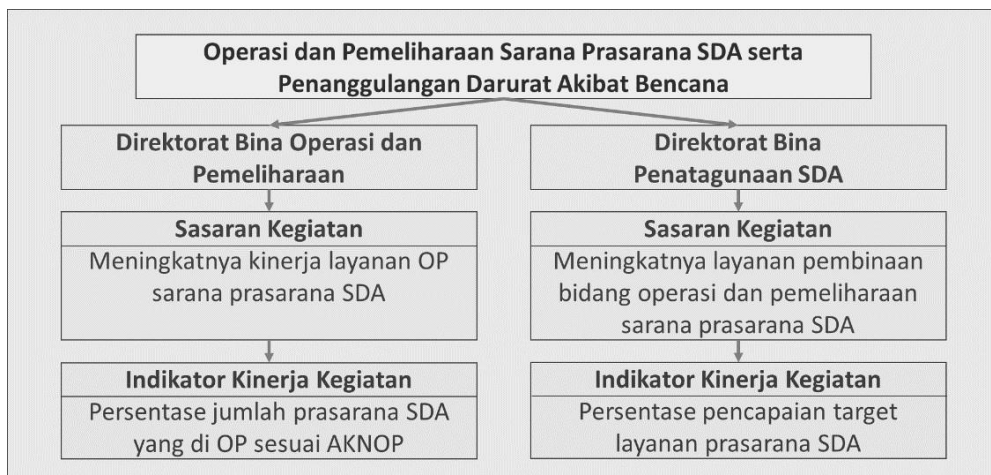 Operasi dan Pemeliharaan Sarana Prasarana SDA serta
Penanggulangan Darurat Akibat Bencana
Direktorat Bina Operasi dan
Pemeliharaan
Sasaran Kegiatan
Meningkatnya kinerja layanan OP
sarana prasarana SDA
Indikator Kinerja Kegiatan
Persentase jumlah prasarana SDA
yang di OP sesuai AKNOP
Direktorat Bina
Penatagunaan SDA
Sasaran Kegiatan
Meningkatnya layanan pembinaan
bidang operasi dan pemeliharaan
sarana prasarana SDA
Indikator Kinerja Kegiatan
Persentase pencapaian target
layanan prasarana SDA